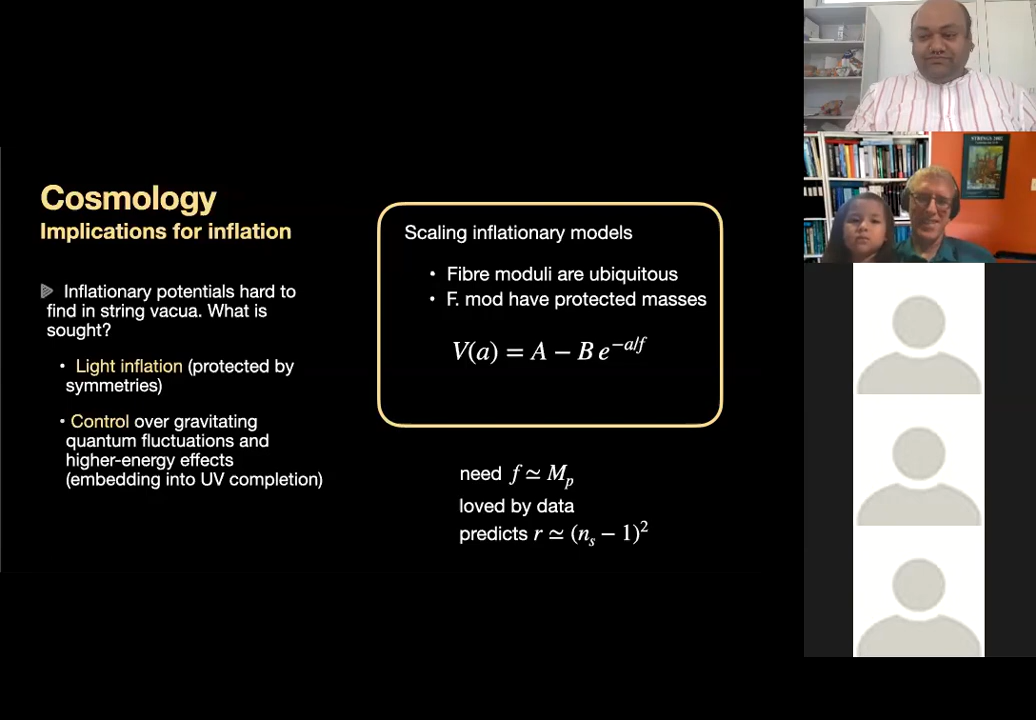 Cosmology
Implications for inflation
Inflationary potentials hard to
find in string vacua. What is
sought?
• Light inflation (protected by
symmetries)
• Control over gravitating
quantum fluctuations and
higher-energy effects
(embedding into UV completion)
Scaling inflationary models
• Fibre moduli are ubiquitous
• F. mod have protected masses
V(a) = A − B e^{−a/f}
need f ≃ M_p
loved by data
predicts r ≃ (n_s − 1)²